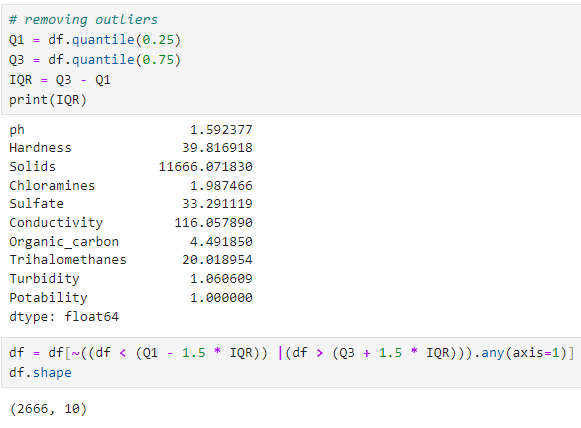 # removing outliers
Q1 = df.quantile(0.25)
Q3 = df.quantile(0.75)
IQR = Q3 - Q1
print(IQR)
ph 1.592377
Hardness 39.816918
Solids 11666.071830
Chloramines 1.987466
Sulfate 33.291119
Conductivity 116.057890
Organic_carbon 4.491850
Trihalomethanes 20.018954
Turbidity 1.060609
Potability 1.000000
dtype: float64
df = df[~((df < (Q1 - 1.5 * IQR)) |(df > (Q3 + 1.5 * IQR))).any(axis=1)]
df.shape
(2666, 10)